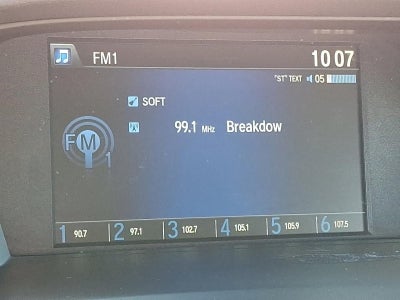 FM1 10 07
"ST" TEXT 05
SOFT
99.1 MHz Breakdow
FM 1
1 90.7 2 97.1 3 102.7 4 105.1 5 105.9 6 107.5